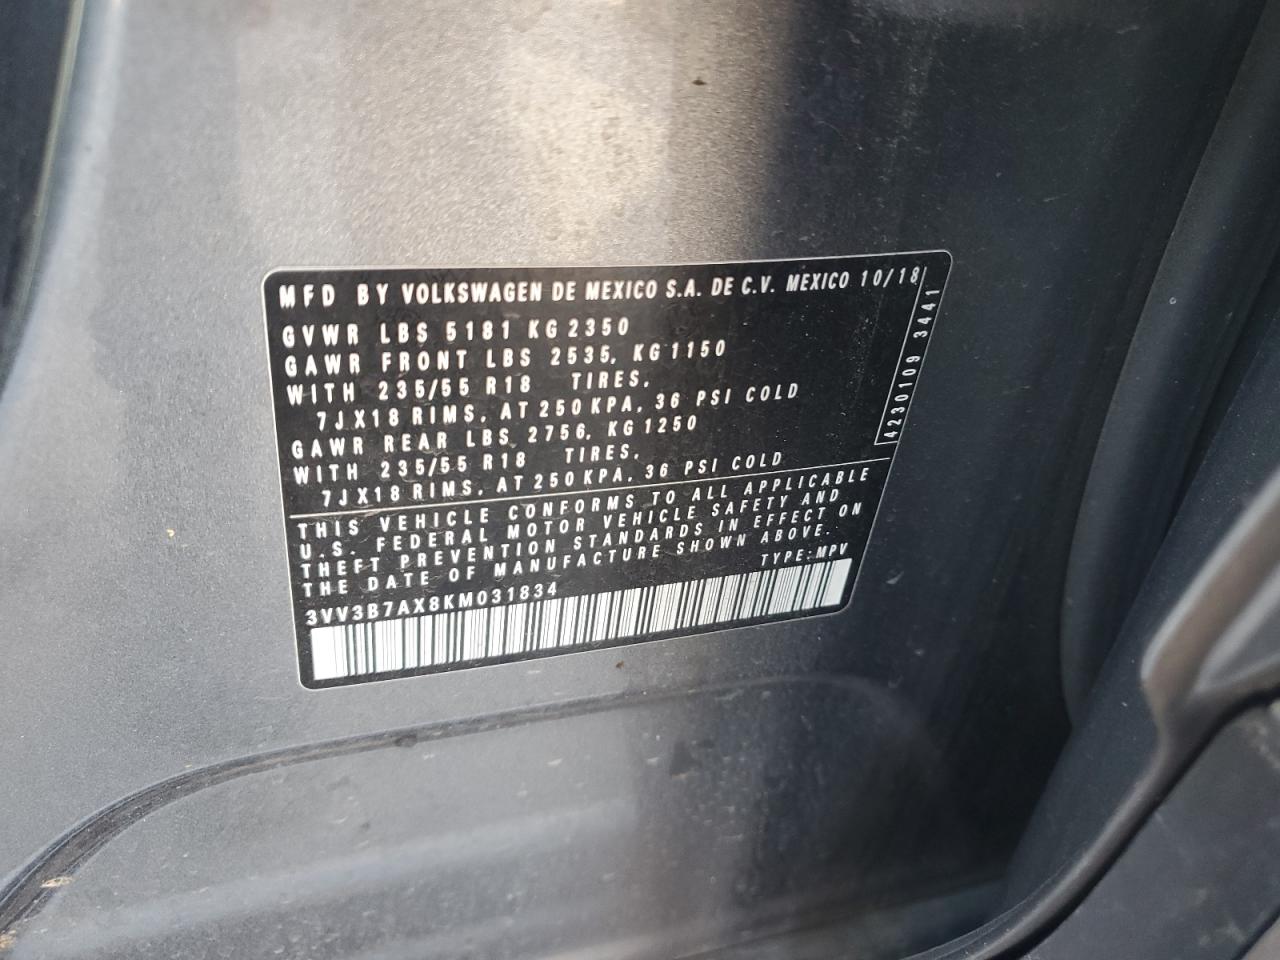 MFD BY VOLKSWAGEN DE MEXICO S.A. DE C.V. MEXICO 10/18
GVWR LBS 5181 KG 2350
GAWR FRONT LBS 2535, KG 1150
WITH 235/55 R18 TIRES,
7JX18 RIMS, AT 250 KPA, 36 PSI COLD
GAWR REAR LBS 2756, KG 1250
WITH 235/55 R18 TIRES,
7JX18 RIMS, AT 250 KPA, 36 PSI COLD
THIS VEHICLE CONFORMS TO ALL APPLICABLE
U.S. FEDERAL MOTOR VEHICLE SAFETY AND
THEFT PREVENTION STANDARDS IN EFFECT ON
THE DATE OF MANUFACTURE SHOWN ABOVE.
TYPE:MPV
3VV3B7AX8KM031834
4230109 3441